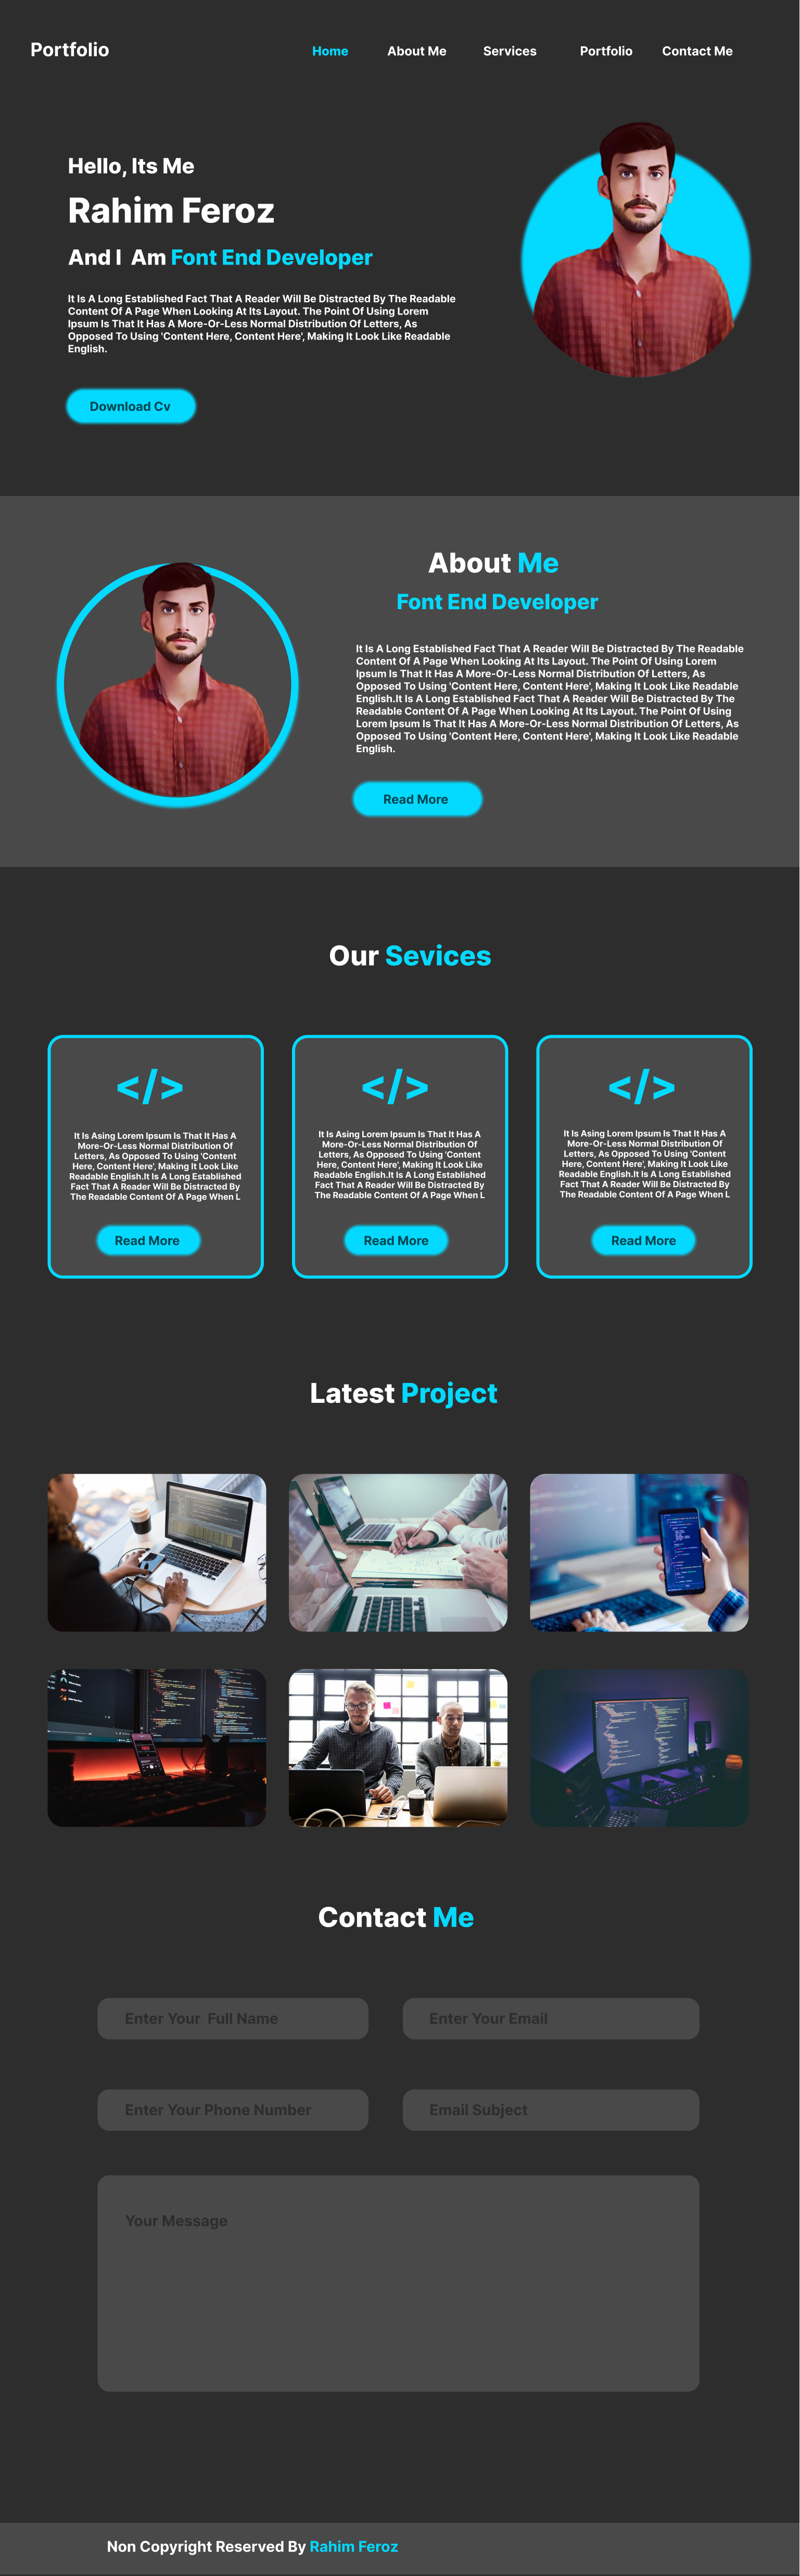 Portfolio
Home About Me Services Portfolio Contact Me
Hello, Its Me
Rahim Feroz
And I  Am Font End Developer
It Is A Long Established Fact That A Reader Will Be Distracted By The Readable
Content Of A Page When Looking At Its Layout. The Point Of Using Lorem
Ipsum Is That It Has A More-Or-Less Normal Distribution Of Letters, As
Opposed To Using 'Content Here, Content Here', Making It Look Like Readable
English.
Download Cv
About Me
Font End Developer
It Is A Long Established Fact That A Reader Will Be Distracted By The Readable
Content Of A Page When Looking At Its Layout. The Point Of Using Lorem
Ipsum Is That It Has A More-Or-Less Normal Distribution Of Letters, As
Opposed To Using 'Content Here, Content Here', Making It Look Like Readable
English.It Is A Long Established Fact That A Reader Will Be Distracted By The
Readable Content Of A Page When Looking At Its Layout. The Point Of Using
Lorem Ipsum Is That It Has A More-Or-Less Normal Distribution Of Letters, As
Opposed To Using 'Content Here, Content Here', Making It Look Like Readable
English.
Read More
Our Sevices
</>
It Is Asing Lorem Ipsum Is That It Has A
More-Or-Less Normal Distribution Of
Letters, As Opposed To Using 'Content
Here, Content Here', Making It Look Like
Readable English.It Is A Long Established
Fact That A Reader Will Be Distracted By
The Readable Content Of A Page When L
Read More
</>
It Is Asing Lorem Ipsum Is That It Has A
More-Or-Less Normal Distribution Of
Letters, As Opposed To Using 'Content
Here, Content Here', Making It Look Like
Readable English.It Is A Long Established
Fact That A Reader Will Be Distracted By
The Readable Content Of A Page When L
Read More
</>
It Is Asing Lorem Ipsum Is That It Has A
More-Or-Less Normal Distribution Of
Letters, As Opposed To Using 'Content
Here, Content Here', Making It Look Like
Readable English.It Is A Long Established
Fact That A Reader Will Be Distracted By
The Readable Content Of A Page When L
Read More
Latest Project
Contact Me
Enter Your  Full Name
Enter Your Email
Enter Your Phone Number
Email Subject
Your Message
Non Copyright Reserved By Rahim Feroz